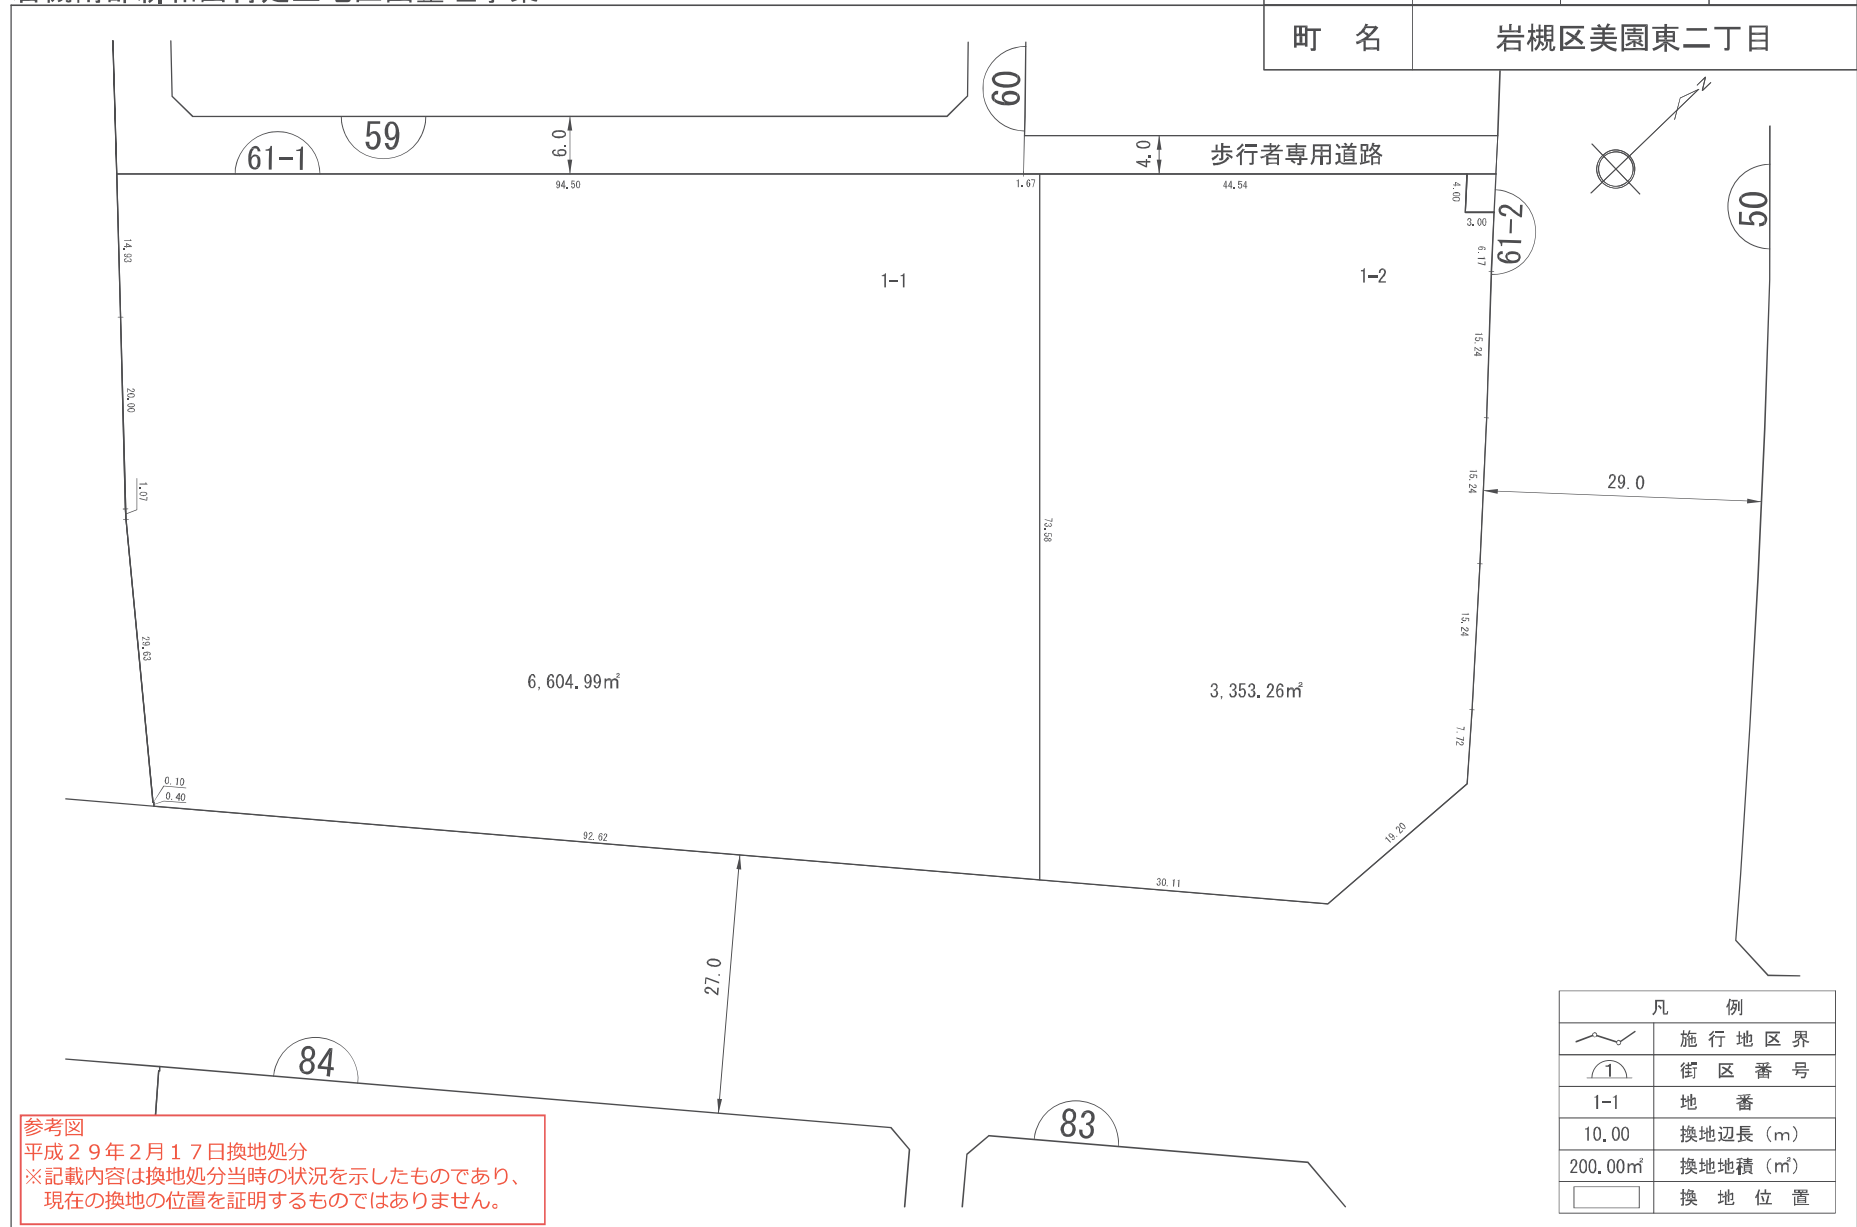 町 名
岩槻区美園東二丁目
60
59
61-1
6.0
4.0
歩行者専用道路
N
94.50
1.67
44.54
4.00
3.00
61-2
50
14.93
6.17
1-1
1-2
15.24
20.00
1.07
15.24
29.0
73.58
29.63
15.24
6,604.99㎡
3,353.26㎡
7.72
0.10
0.40
92.62
19.20
30.11
27.0
84
83
凡 例
施行地区界
1 街区番号
1-1 地 番
10.00 換地辺長(m)
200.00㎡ 換地地積(㎡)
換地位置
参考図
平成29年2月17日換地処分
※記載内容は換地処分当時の状況を示したものであり、
現在の換地の位置を証明するものではありません。